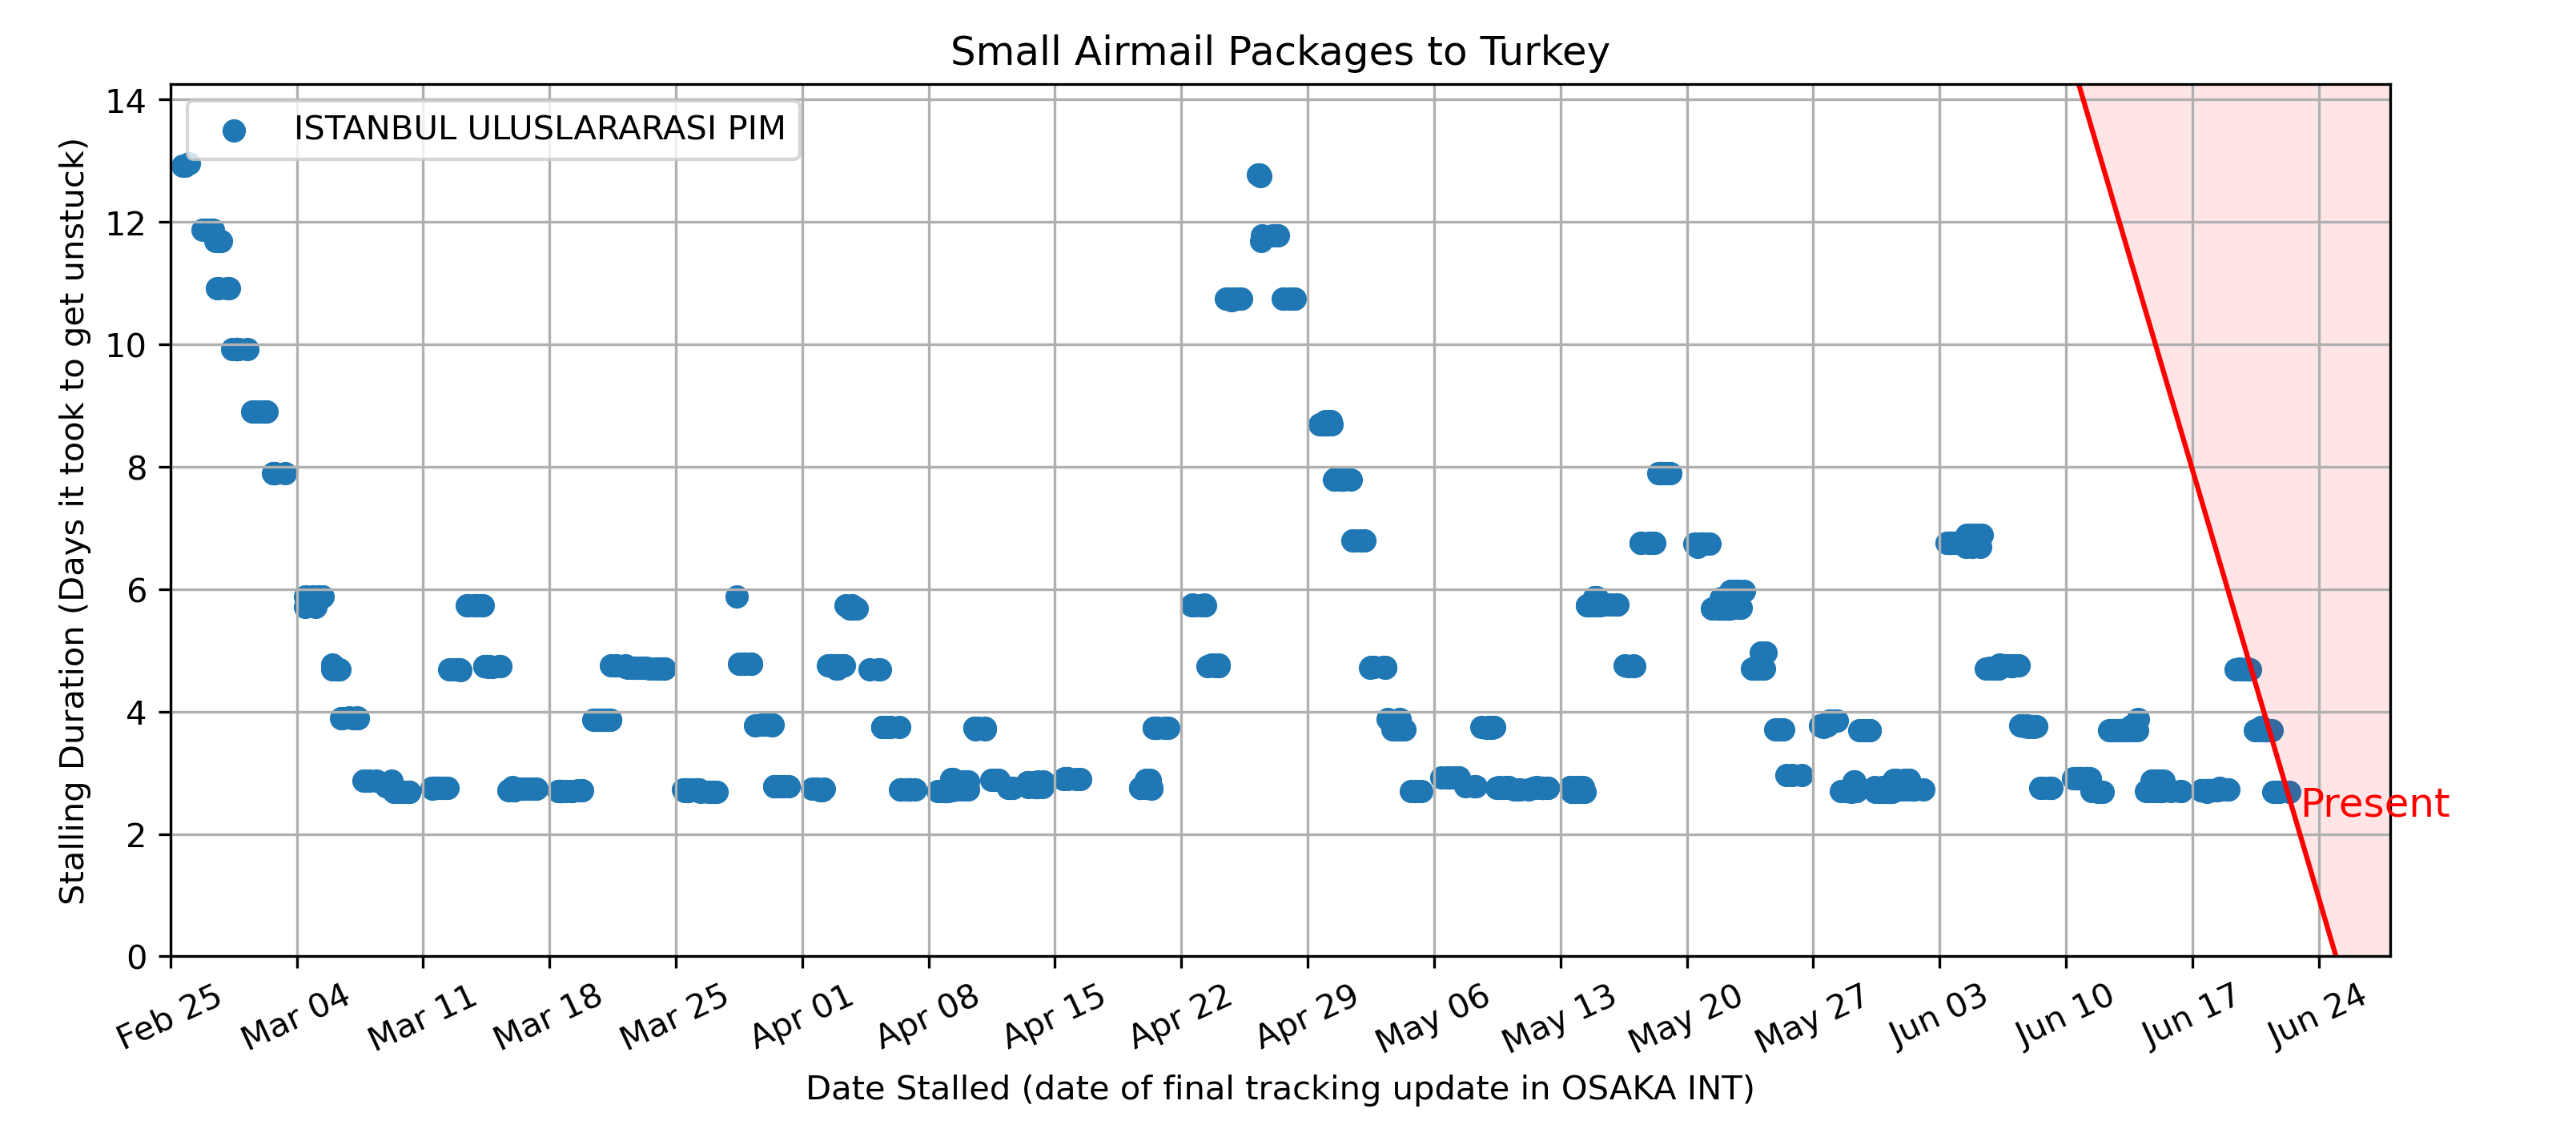 Small Airmail Packages to Turkey
ISTANBUL ULUSLARARASI PIM
Stalling Duration (Days it took to get unstuck)
14
12
10
8
6
4
2
0
Present
Feb 25
Mar 04
Mar 11
Mar 18
Mar 25
Apr 01
Apr 08
Apr 15
Apr 22
Apr 29
May 06
May 13
May 20
May 27
Jun 03
Jun 10
Jun 17
Jun 24
Date Stalled (date of final tracking update in OSAKA INT)